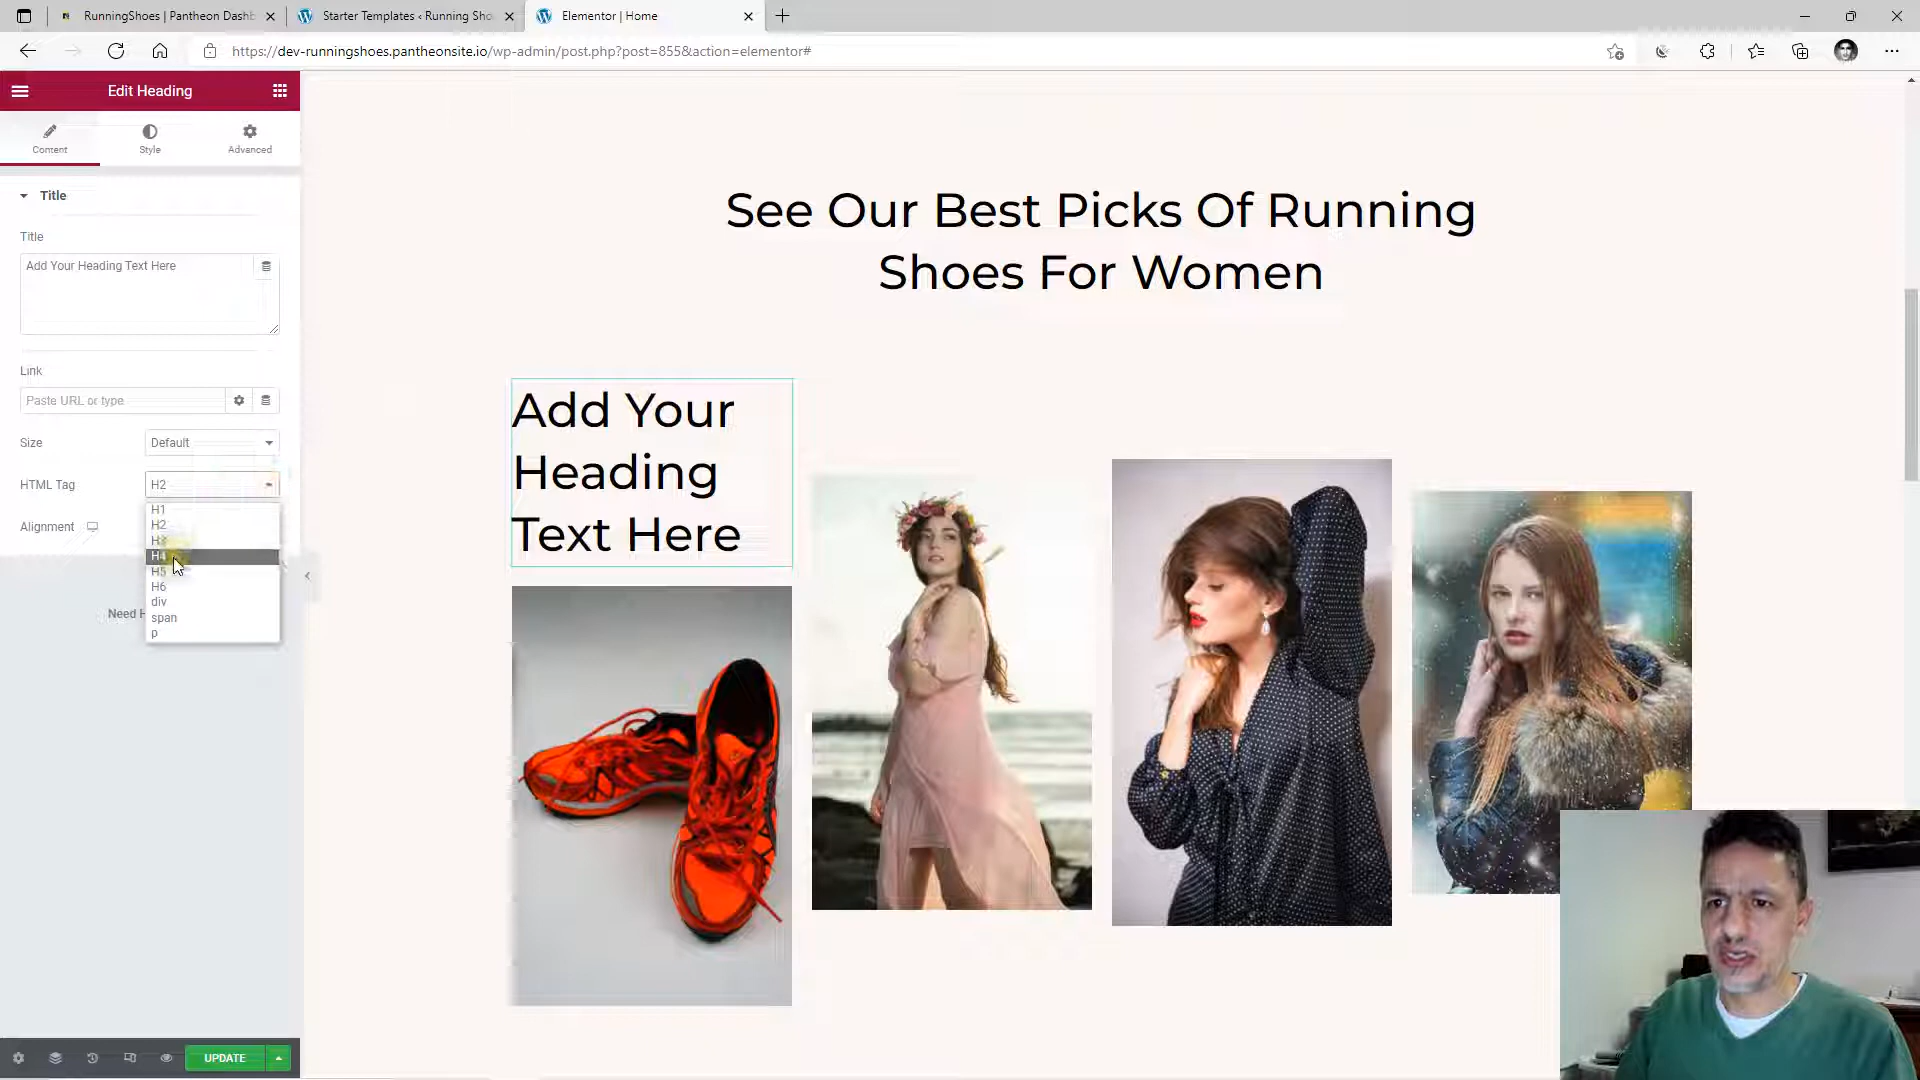 RunningShoes | Pantheon Dashb
Starter Templates ‹ Running Sho
Elementor | Home
https://dev-runningshoes.pantheonsite.io/wp-admin/post.php?post=855&action=elementor#
Edit Heading
Content
Style
Advanced
Title
Title
Add Your Heading Text Here
Link
Paste URL or type
Size
Default
HTML Tag
H2
H1
H2
H3
Alignment
H4
H5
H6
div
Need H
span
p
UPDATE
See Our Best Picks Of Running
Shoes For Women
Add Your
Heading
Text Here